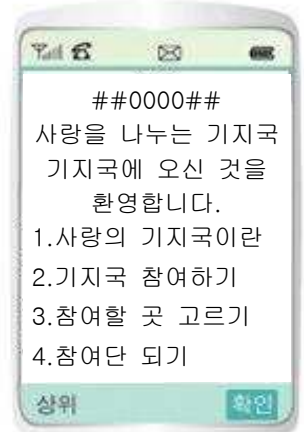 ##0000##
사랑을 나누는 기지국
기지국에 오신 것을
환영합니다.
1.사랑의 기지국이란
2.기지국 참여하기
3.참여할 곳 고르기
4.참여단 되기
상위
확인